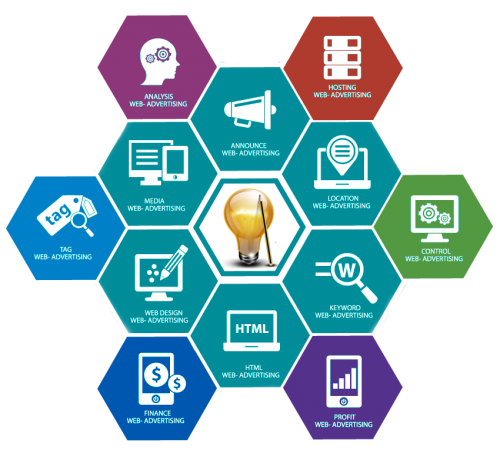 ANALYSIS
WEB- ADVERTISING
HOSTING
WEB- ADVERTISING
ANNOUNCE
WEB- ADVERTISING
MEDIA
WEB- ADVERTISING
LOCATION
WEB- ADVERTISING
tag
TAG
WEB- ADVERTISING
CONTROL
WEB- ADVERTISING
WEB DESIGN
WEB- ADVERTISING
W
KEYWORD
WEB- ADVERTISING
HTML
HTML
WEB- ADVERTISING
$
$
FINANCE
WEB- ADVERTISING
PROFIT
WEB- ADVERTISING